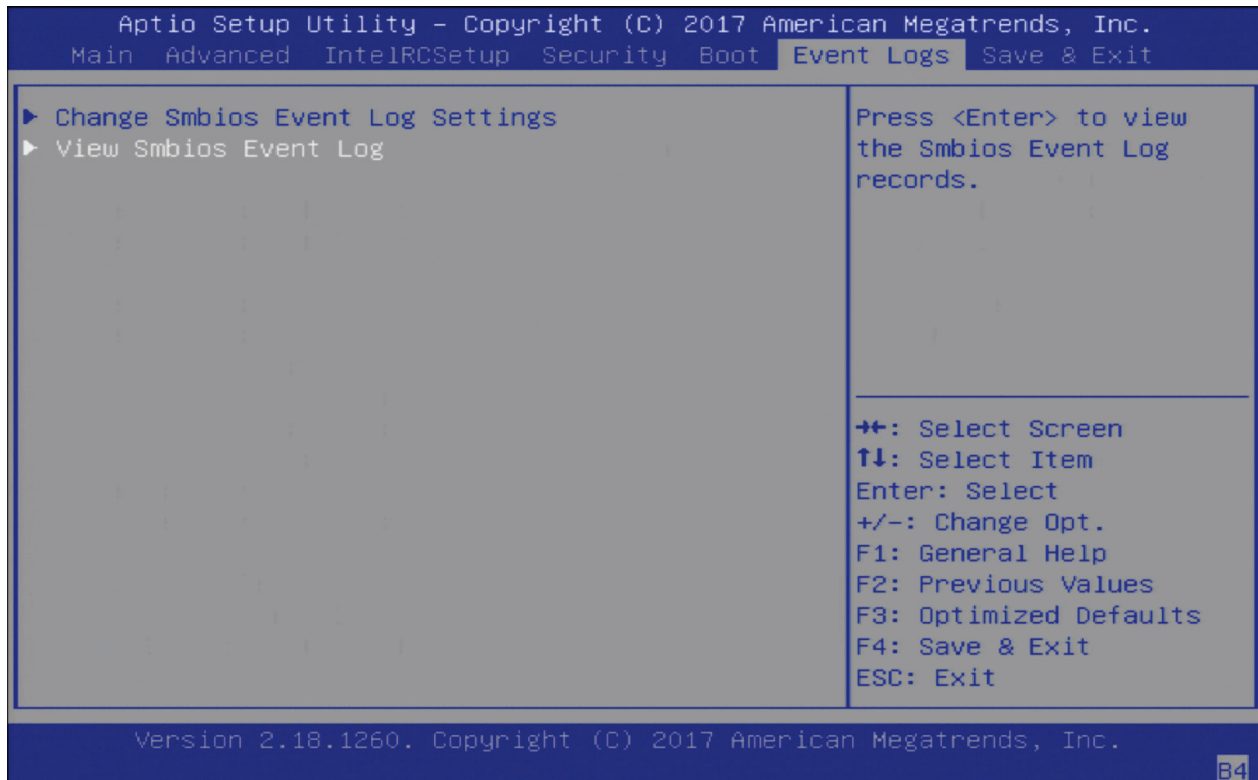 Aptio Setup Utility – Copyright (C) 2017 American Megatrends, Inc.
Main Advanced IntelRCSetup Security Boot Event Logs Save & Exit
▶ Change Smbios Event Log Settings
▶ View Smbios Event Log
Press <Enter> to view
the Smbios Event Log
records.
→←: Select Screen
↑↓: Select Item
Enter: Select
+/-: Change Opt.
F1: General Help
F2: Previous Values
F3: Optimized Defaults
F4: Save & Exit
ESC: Exit
Version 2.18.1260. Copyright (C) 2017 American Megatrends, Inc.
B4